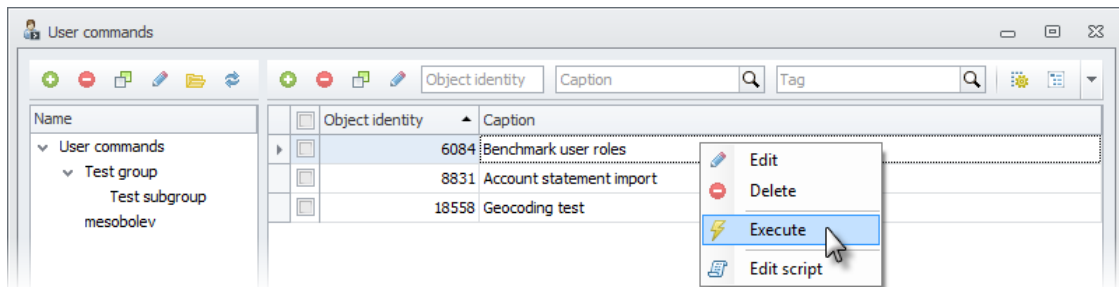 User commands
Object identity Caption Tag
Name
User commands
Test group
Test subgroup
mesobolev
Object identity Caption
6084 Benchmark user roles
8831 Account statement import
18558 Geocoding test
Edit
Delete
Execute
Edit script